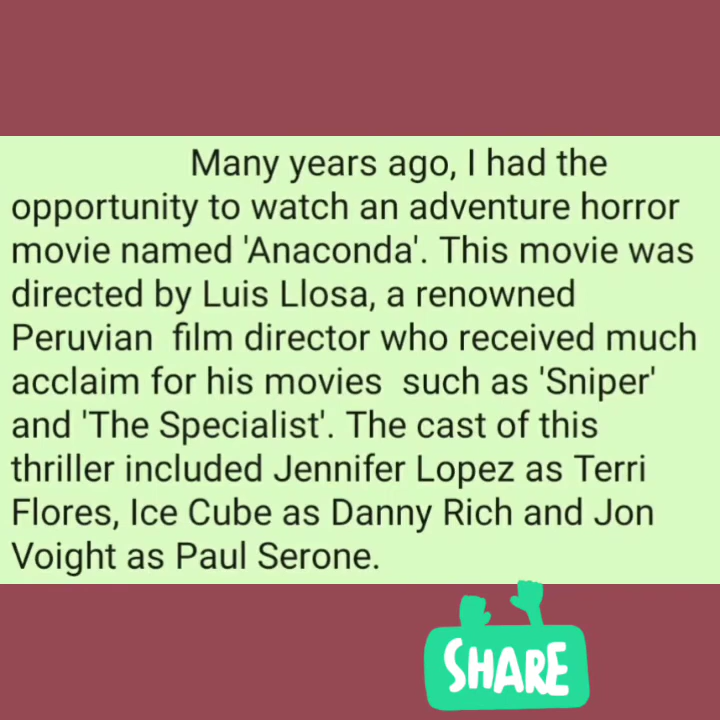 Many years ago, I had the
opportunity to watch an adventure horror
movie named 'Anaconda'. This movie was
directed by Luis Llosa, a renowned
Peruvian  film director who received much
acclaim for his movies  such as 'Sniper'
and 'The Specialist'. The cast of this
thriller included Jennifer Lopez as Terri
Flores, Ice Cube as Danny Rich and Jon
Voight as Paul Serone.
SHARE